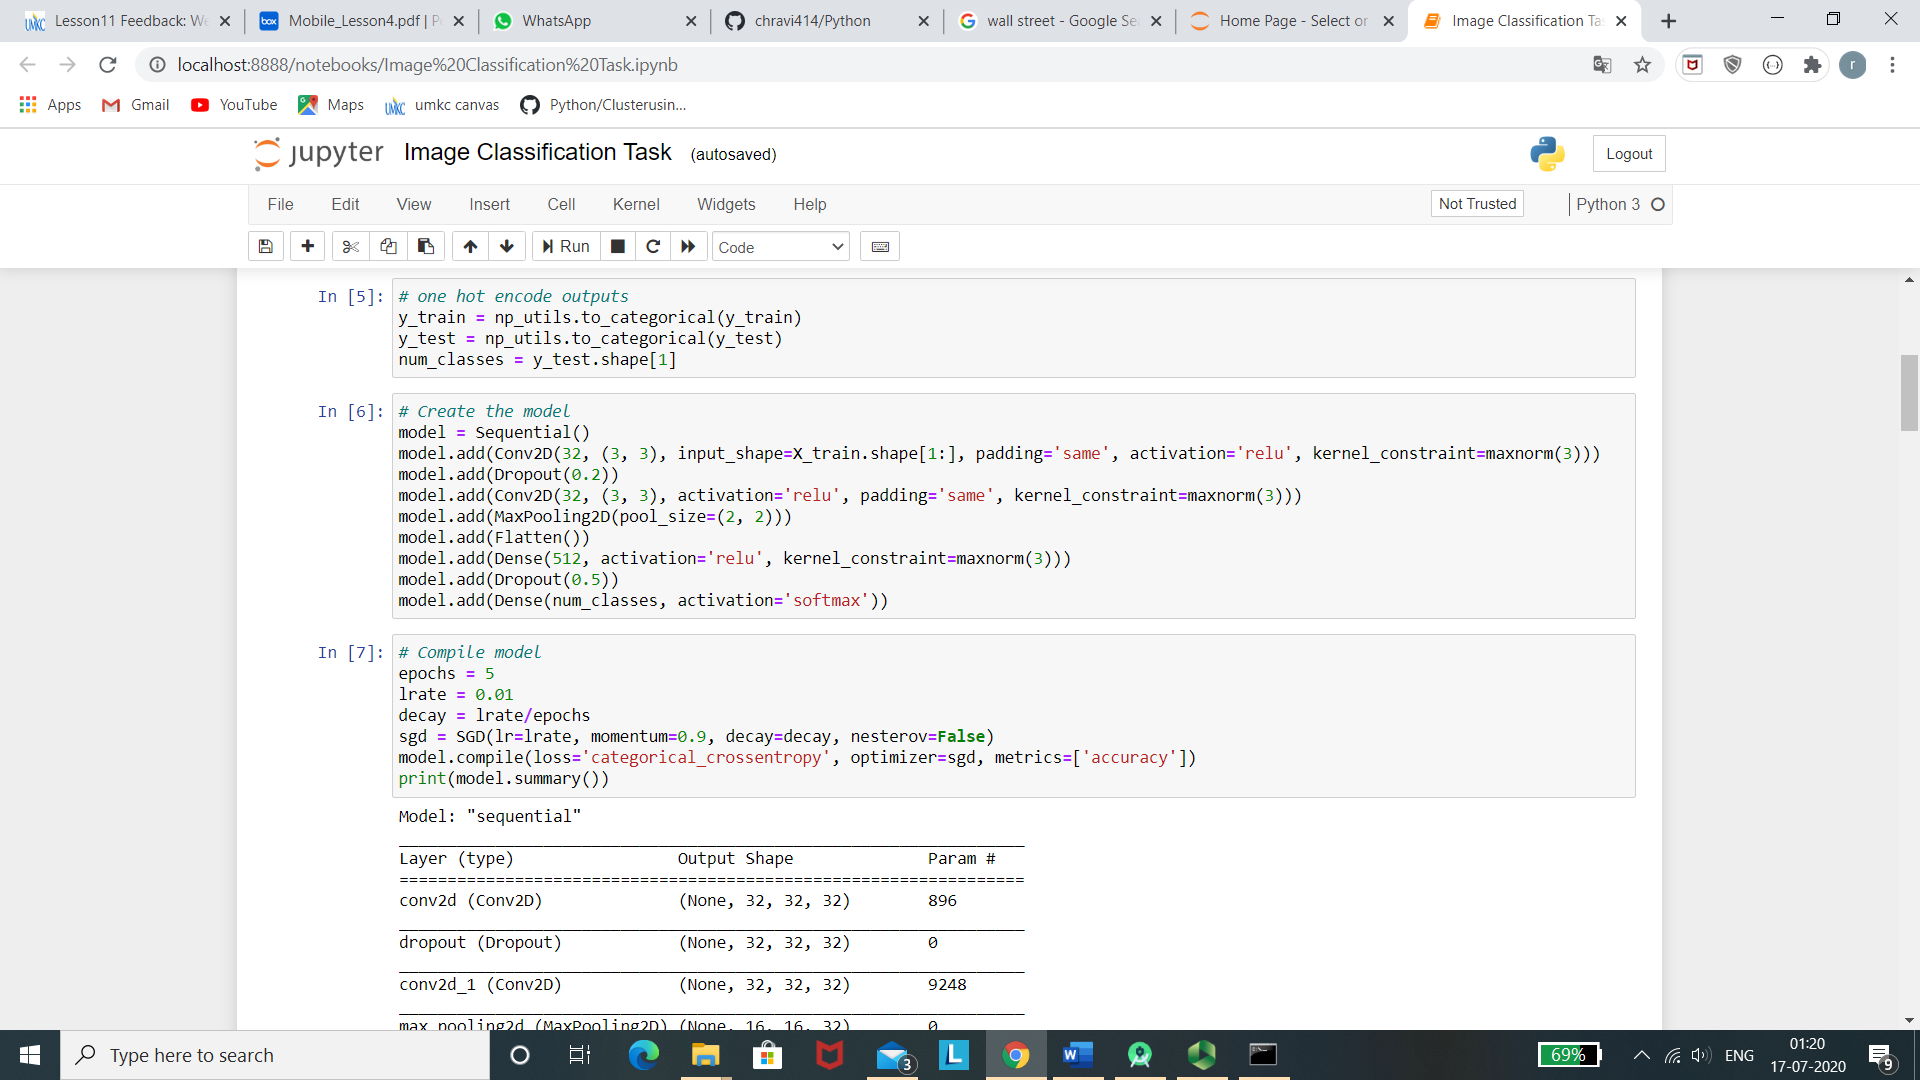 Lesson11 Feedback: We
Mobile_Lesson4.pdf | P
WhatsApp
chravi414/Python
wall street - Google Se
Home Page - Select or
Image Classification Ta
localhost:8888/notebooks/Image%20Classification%20Task.ipynb
r
Apps
Gmail
YouTube
Maps
umkc canvas
Python/Clusterusin...
jupyter
Image Classification Task (autosaved)
Logout
File Edit View Insert Cell Kernel Widgets Help
Not Trusted
Python 3
Run
Code
In [5]:
# one hot encode outputs
y_train = np_utils.to_categorical(y_train)
y_test = np_utils.to_categorical(y_test)
num_classes = y_test.shape[1]
In [6]:
# Create the model
model = Sequential()
model.add(Conv2D(32, (3, 3), input_shape=X_train.shape[1:], padding='same', activation='relu', kernel_constraint=maxnorm(3)))
model.add(Dropout(0.2))
model.add(Conv2D(32, (3, 3), activation='relu', padding='same', kernel_constraint=maxnorm(3)))
model.add(MaxPooling2D(pool_size=(2, 2)))
model.add(Flatten())
model.add(Dense(512, activation='relu', kernel_constraint=maxnorm(3)))
model.add(Dropout(0.5))
model.add(Dense(num_classes, activation='softmax'))
In [7]:
# Compile model
epochs = 5
lrate = 0.01
decay = lrate/epochs
sgd = SGD(lr=lrate, momentum=0.9, decay=decay, nesterov=False)
model.compile(loss='categorical_crossentropy', optimizer=sgd, metrics=['accuracy'])
print(model.summary())
Model: "sequential"
_________________________________________________________________
Layer (type) Output Shape Param #
=================================================================
conv2d (Conv2D) (None, 32, 32, 32) 896
_________________________________________________________________
dropout (Dropout) (None, 32, 32, 32) 0
_________________________________________________________________
conv2d_1 (Conv2D) (None, 32, 32, 32) 9248
_________________________________________________________________
max_pooling2d (MaxPooling2D) (None, 16, 16, 32) 0
Type here to search
3
69%
ENG
01:20
17-07-2020
9